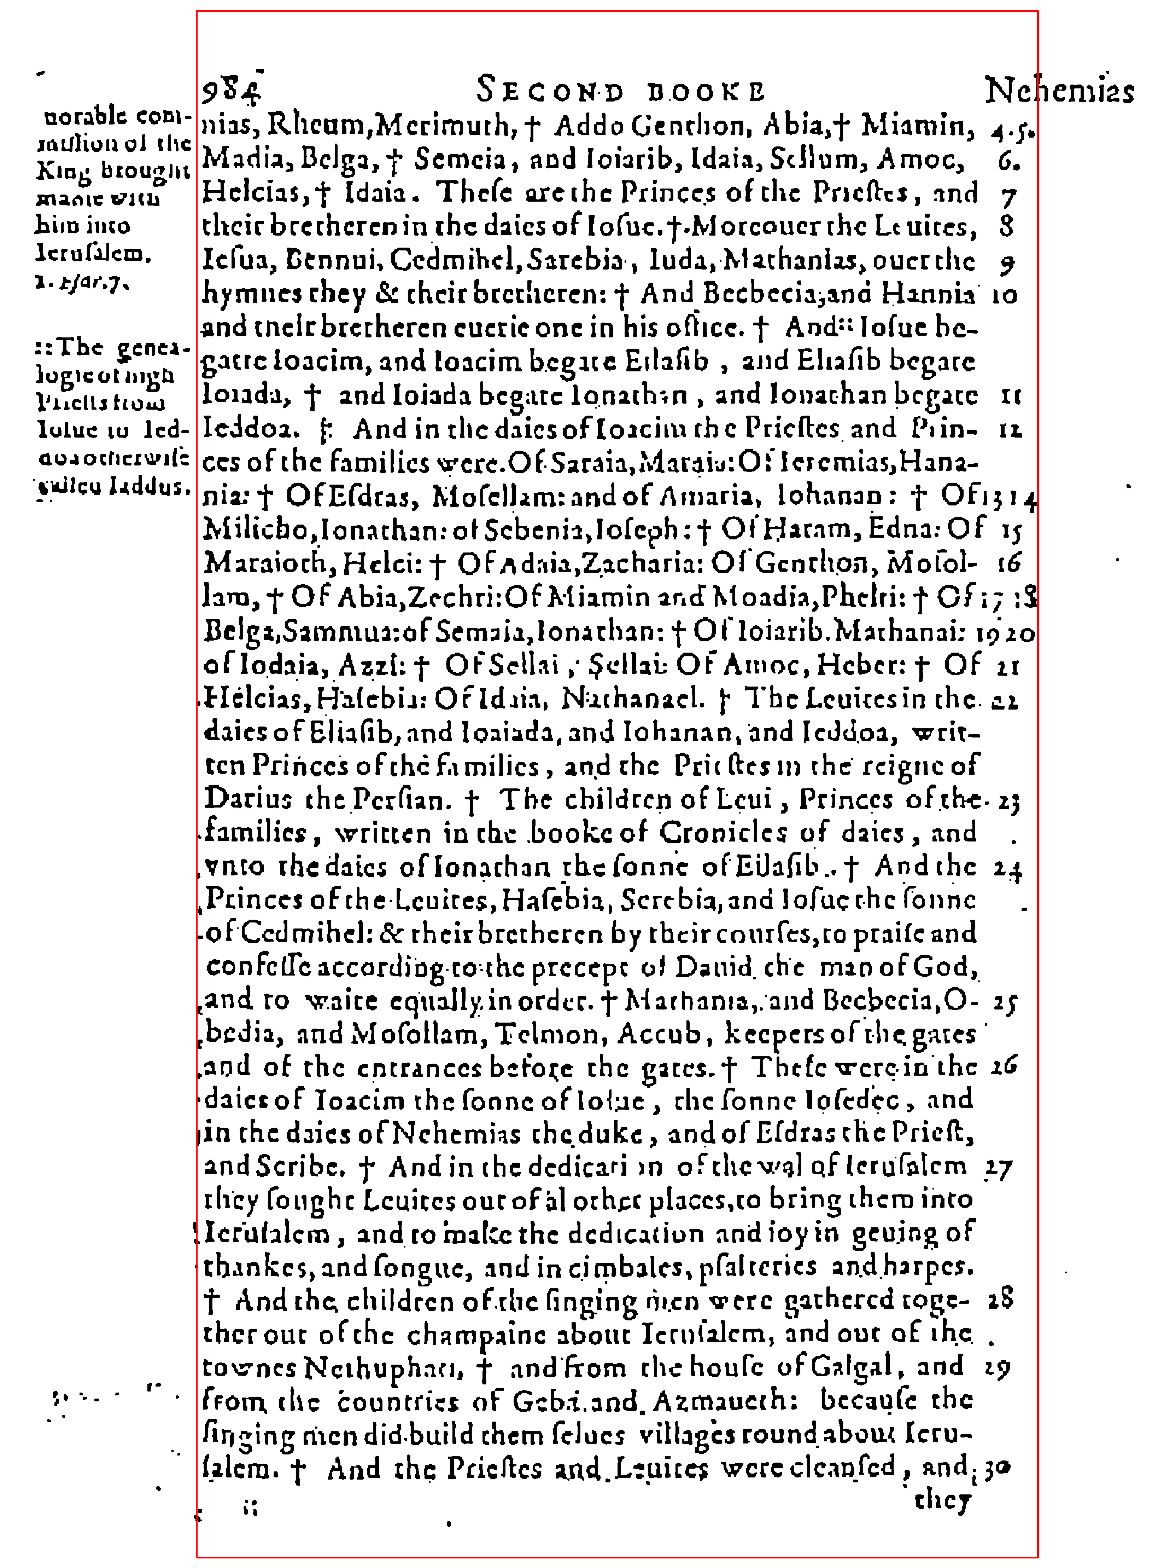 984 SECOND BOOKE Nehemias
norable com-
mission of the
King brought
manie with
him into
Ierusalem.
1. Esdr. 7.
::The genea-
logie of high
Priests from
Iosue to Ied-
doa otherwise
called Iaddus.
nias, Rheum, Merimuth, † Addo Genthon, Abia, † Miamin, 4.5.
Madia, Belga, † Semeia, and Ioiarib, Idaia, Sellum, Amoc, 6.
Helcias, † Idaia. Theſe are the Princes of the Prieſtes, and 7
their bretheren in the daies of Ioſue. † Moreouer the Leuites, 8
Ieſua, Bennui, Cedmihel, Sarebia, Iuda, Mathanias, ouer the 9
hymnes they & their bretheren: † And Becbecia, and Hannia 10
and their bretheren euerie one in his office. † And :: Ioſue be-
gatte Ioacim, and Ioacim begate Eliaſib, and Eliaſib begate
Ioiada, † and Ioiada begate Ionathan, and Ionathan begate 11
Ieddoa. † And in the daies of Ioacim the Prieſtes and Prin- 12
ces of the families were. Of Saraia, Maraia: Of Ieremias, Hana-
nia: † Of Eſdras, Moſollam: and of Amaria, Iohanan: † Of 13 14
Milicho, Ionathan: of Sebenia, Ioſeph: † Of Haram, Edna: Of 15
Maraioth, Helci: † Of Adaia, Zacharia: Of Genthon, Moſol- 16
lam, † Of Abia, Zechri: Of Miamin and Moadia, Phelti: † Of 17 18
Belga, Sammua: of Semaia, Ionathan: † Of Ioiarib. Mathanai: 19 20
of Iodaia, Azzi: † Of Sellai, Sellai: Of Amoc, Heber: † Of 21
Helcias, Haſebia: Of Idaia, Nathanael. † The Leuites in the 22
daies of Eliaſib, and Ioaiada, and Iohanan, and Ieddoa, writ-
ten Princes of the families, and the Prieſtes in the reigne of
Darius the Perſian. † The children of Leui, Princes of the 23
families, written in the booke of Cronicles of daies, and
vnto the daies of Ionathan the ſonne of Eliaſib. † And the 24
Princes of the Leuites, Haſebia, Serebia, and Ioſue the ſonne
of Cedmihel: & their bretheren by their courſes, to praiſe and
confeſſe according to the precept of Dauid the man of God,
and to waite equally in order. † Mathania, and Becbecia, O- 25
bedia, and Moſollam, Telmon, Accub, keepers of the gates
and of the entrances before the gates. † Theſe were in the 26
daies of Ioacim the ſonne of Ioſue, the ſonne Ioſedec, and
in the daies of Nehemias the duke, and of Eſdras the Prieſt,
and Scribe. † And in the dedication of the wal of Ieruſalem 27
they ſought Leuites out of al other places, to bring them into
Ieruſalem, and to make the dedication and ioy in geuing of
thankes, and ſongue, and in cimbales, pſalteries and harpes.
† And the children of the ſinging men were gathered toge- 28
ther out of the champaine about Ieruſalem, and out of the
townes Nethuphati, † and from the houſe of Galgal, and 29
from the countries of Geba and Azmaueth: becauſe the
ſinging men did build them ſelues villages round about Ieru-
ſalem. † And the Prieſtes and Leuites were cleanſed, and 30
they